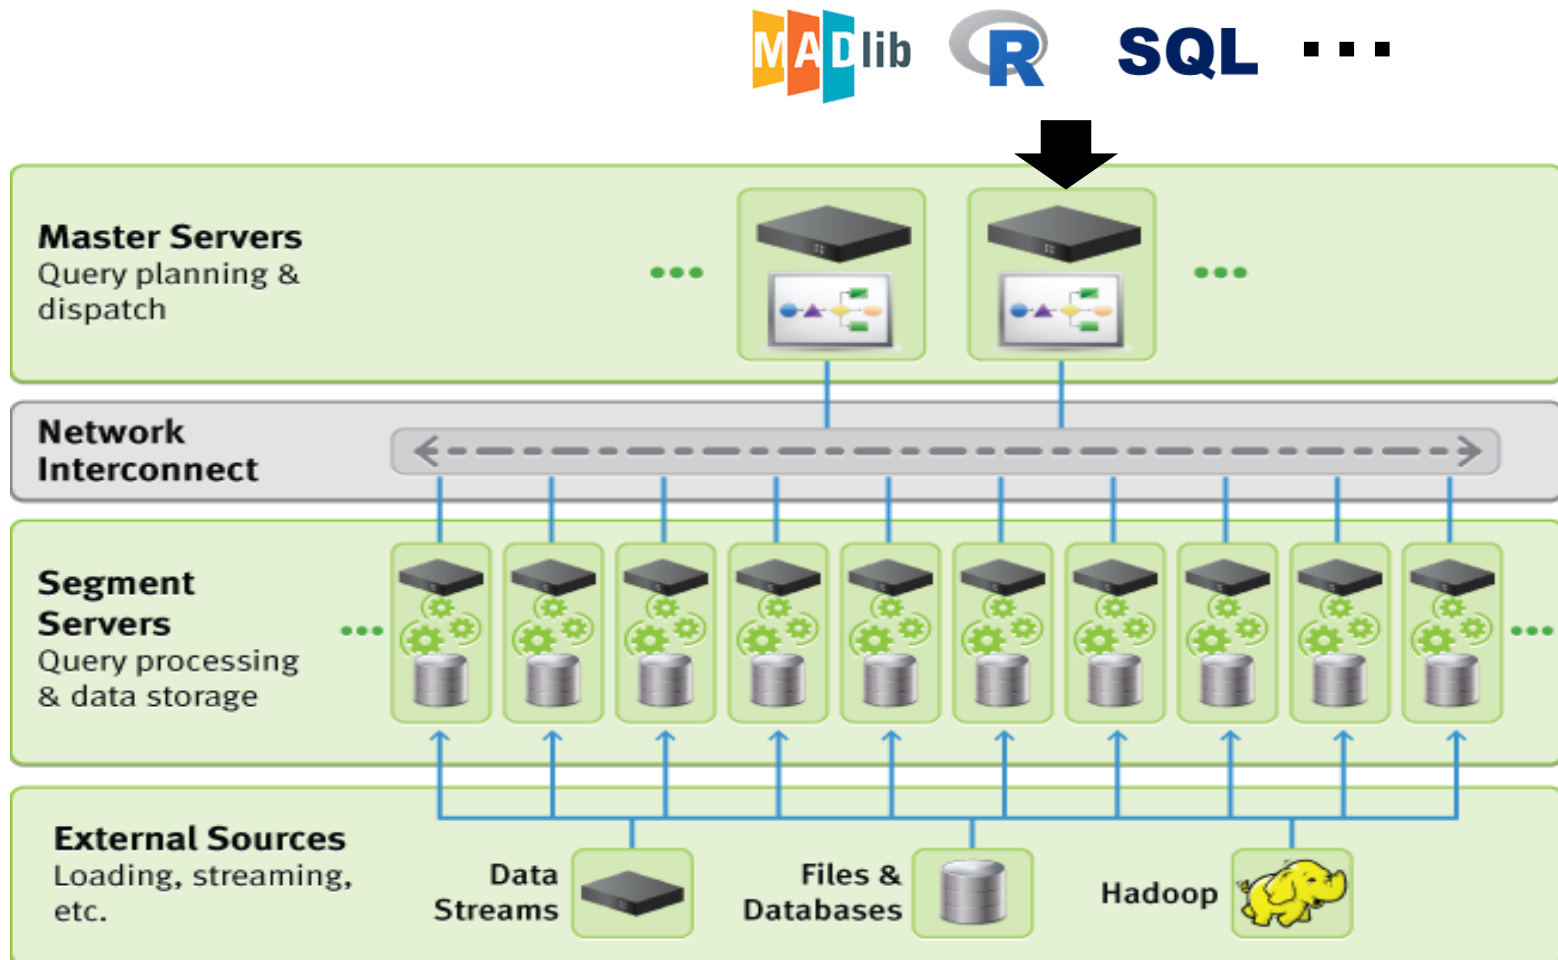 MADlib R SQL ...
Master Servers
Query planning &
dispatch
Network
Interconnect
Segment
Servers
Query processing
& data storage
External Sources
Loading, streaming,
etc.
Data
Streams
Files &
Databases
Hadoop